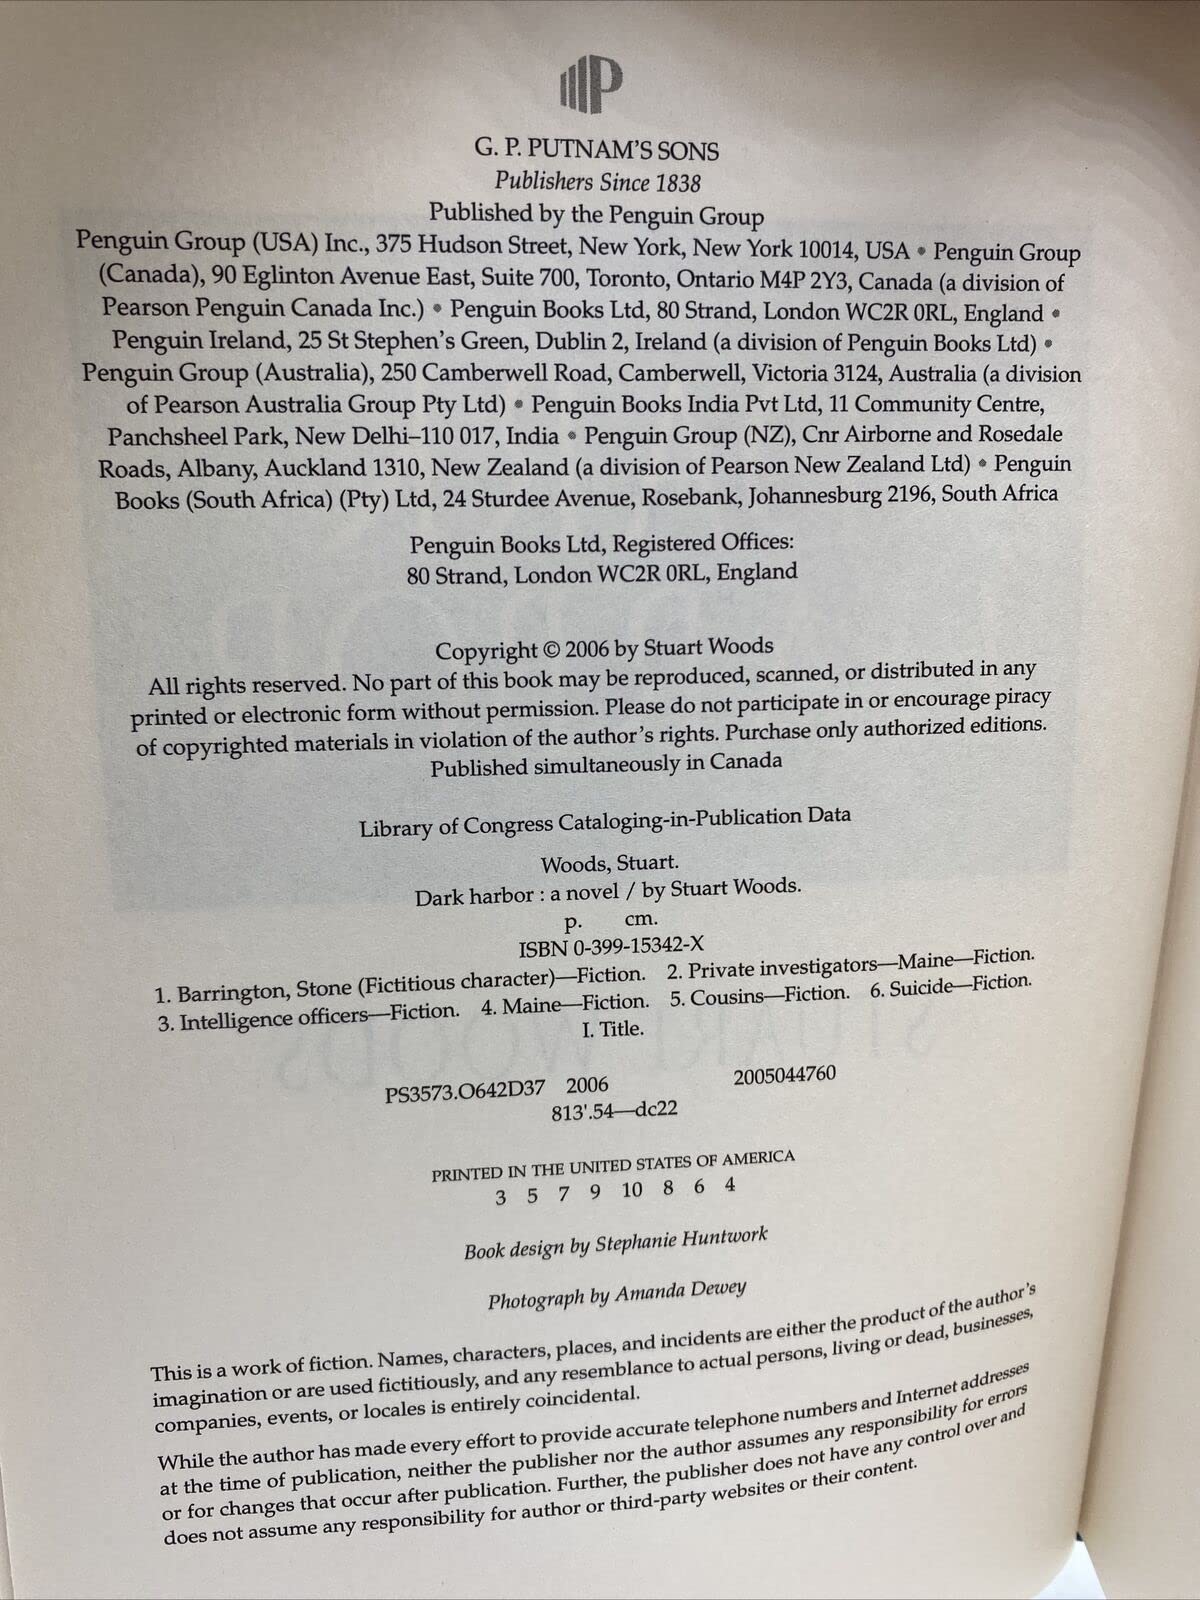 P
G. P. PUTNAM'S SONS
Publishers Since 1838
Published by the Penguin Group
Penguin Group (USA) Inc., 375 Hudson Street, New York, New York 10014, USA • Penguin Group
(Canada), 90 Eglinton Avenue East, Suite 700, Toronto, Ontario M4P 2Y3, Canada (a division of
Pearson Penguin Canada Inc.) • Penguin Books Ltd, 80 Strand, London WC2R 0RL, England •
Penguin Ireland, 25 St Stephen's Green, Dublin 2, Ireland (a division of Penguin Books Ltd) •
Penguin Group (Australia), 250 Camberwell Road, Camberwell, Victoria 3124, Australia (a division
of Pearson Australia Group Pty Ltd) • Penguin Books India Pvt Ltd, 11 Community Centre,
Panchsheel Park, New Delhi–110 017, India • Penguin Group (NZ), Cnr Airborne and Rosedale
Roads, Albany, Auckland 1310, New Zealand (a division of Pearson New Zealand Ltd) • Penguin
Books (South Africa) (Pty) Ltd, 24 Sturdee Avenue, Rosebank, Johannesburg 2196, South Africa
Penguin Books Ltd, Registered Offices:
80 Strand, London WC2R 0RL, England
Copyright © 2006 by Stuart Woods
All rights reserved. No part of this book may be reproduced, scanned, or distributed in any
printed or electronic form without permission. Please do not participate in or encourage piracy
of copyrighted materials in violation of the author's rights. Purchase only authorized editions.
Published simultaneously in Canada
Library of Congress Cataloging-in-Publication Data
Woods, Stuart.
Dark harbor : a novel / by Stuart Woods.
p. cm.
ISBN 0-399-15342-X
1. Barrington, Stone (Fictitious character)—Fiction. 2. Private investigators—Maine—Fiction.
3. Intelligence officers—Fiction. 4. Maine—Fiction. 5. Cousins—Fiction. 6. Suicide—Fiction.
I. Title.
PS3573.O642D37 2006 2005044760
813'.54—dc22
PRINTED IN THE UNITED STATES OF AMERICA
3 5 7 9 10 8 6 4
Book design by Stephanie Huntwork
Photograph by Amanda Dewey
This is a work of fiction. Names, characters, places, and incidents are either the product of the author's
imagination or are used fictitiously, and any resemblance to actual persons, living or dead, businesses,
companies, events, or locales is entirely coincidental.
While the author has made every effort to provide accurate telephone numbers and Internet addresses
at the time of publication, neither the publisher nor the author assumes any responsibility for errors
or for changes that occur after publication. Further, the publisher does not have any control over and
does not assume any responsibility for author or third-party websites or their content.